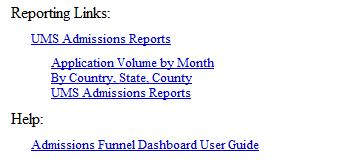 Reporting Links:
UMS Admissions Reports
Application Volume by Month
By Country, State, County
UMS Admissions Reports
Help:
Admissions Funnel Dashboard User Guide